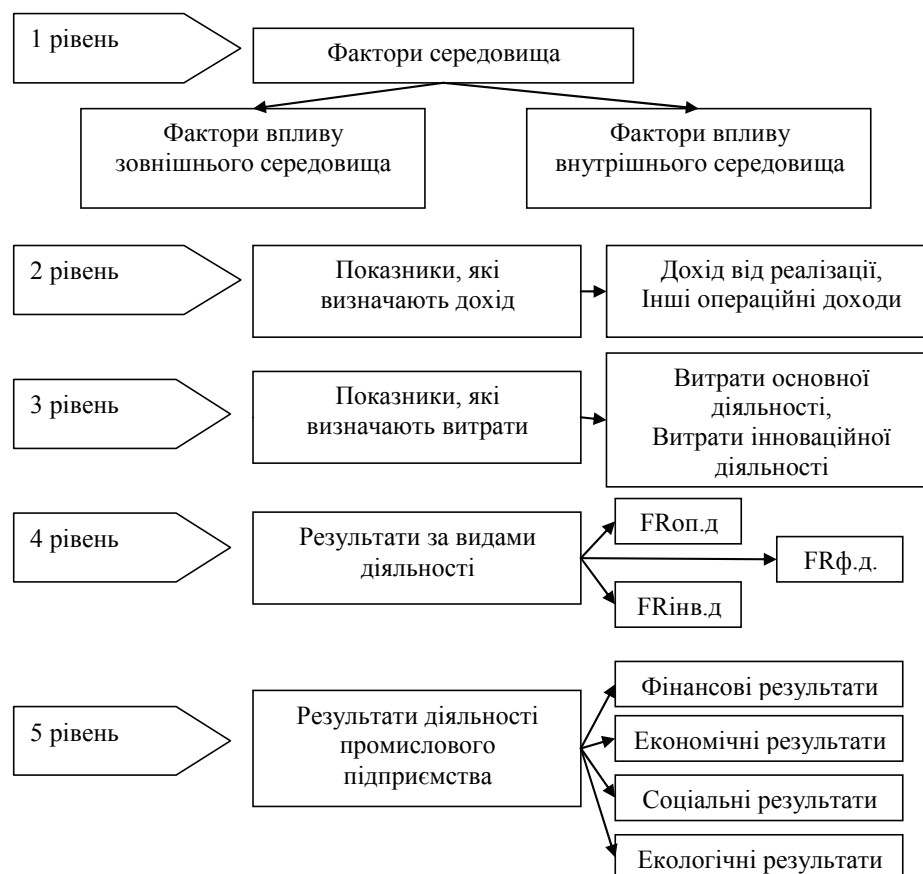 1 рівень
Фактори середовища
Фактори впливу
зовнішнього середовища
Фактори впливу
внутрішнього середовища
2 рівень
Показники, які
визначають дохід
Дохід від реалізації,
Інші операційні доходи
3 рівень
Показники, які
визначають витрати
Витрати основної
діяльності,
Витрати інноваційної
діяльності
4 рівень
Результати за видами
діяльності
FRоп.д
FRф.д.
FRінв.д
5 рівень
Результати діяльності
промислового
підприємства
Фінансові результати
Економічні результати
Соціальні результати
Екологічні результати